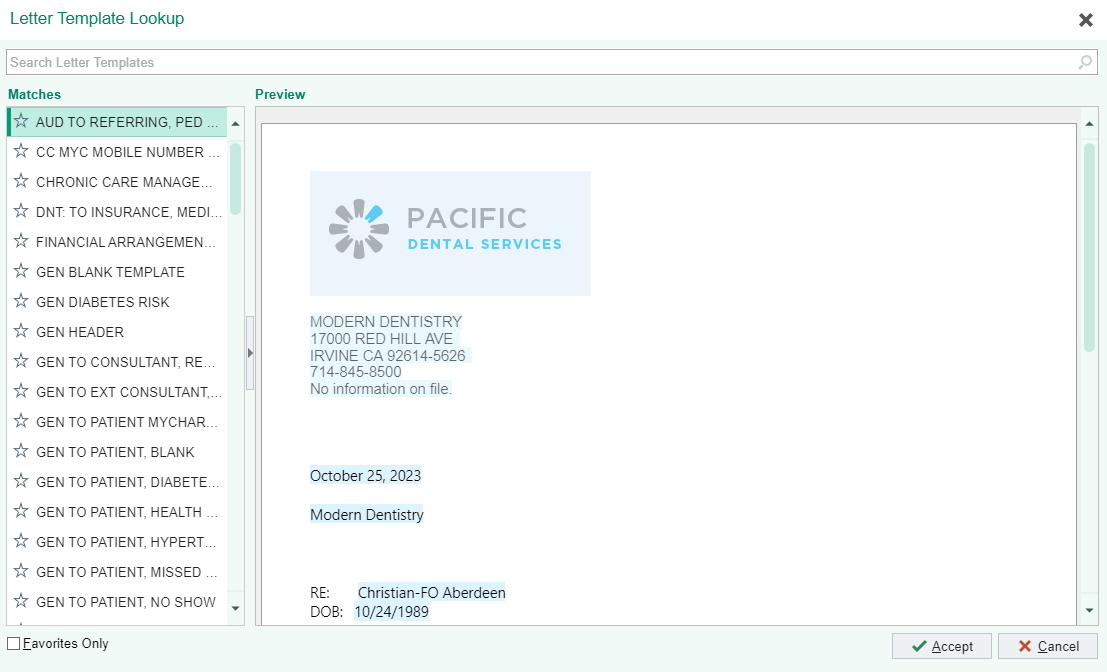 Letter Template Lookup
Search Letter Templates
Matches
AUD TO REFERRING, PED ...
CC MYC MOBILE NUMBER ...
CHRONIC CARE MANAGE...
DNT: TO INSURANCE, MEDI...
FINANCIAL ARRANGEMEN...
GEN BLANK TEMPLATE
GEN DIABETES RISK
GEN HEADER
GEN TO CONSULTANT, RE...
GEN TO EXT CONSULTANT,...
GEN TO PATIENT MYCHAR...
GEN TO PATIENT, BLANK
GEN TO PATIENT, DIABETE...
GEN TO PATIENT, HEALTH ...
GEN TO PATIENT, HYPERT...
GEN TO PATIENT, MISSED ...
GEN TO PATIENT, NO SHOW
Favorites Only
Preview
PACIFIC
DENTAL SERVICES
MODERN DENTISTRY
17000 RED HILL AVE
IRVINE CA 92614-5626
714-845-8500
No information on file.
October 25, 2023
Modern Dentistry
RE: Christian-FO Aberdeen
DOB: 10/24/1989
Accept
Cancel